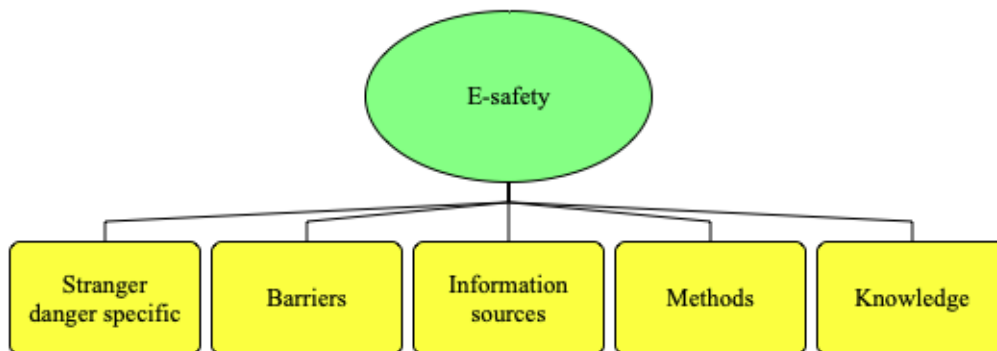 E-safety
Stranger
danger specific
Barriers
Information
sources
Methods
Knowledge